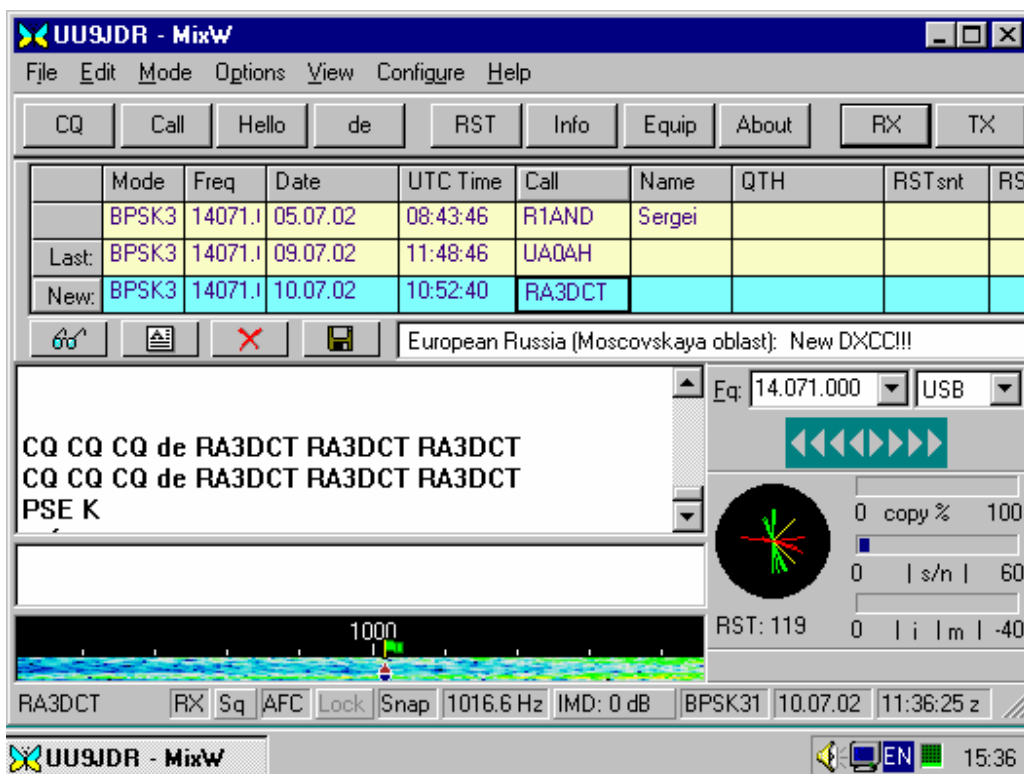 UU9JDR - MixW
File Edit Mode Options View Configure Help
CQ Call Hello de RST Info Equip About RX TX
Mode Freq Date UTC Time Call Name QTH RSTsnt RS
BPSK3 14071. 05.07.02 08:43:46 R1AND Sergei
Last: BPSK3 14071. 09.07.02 11:48:46 UA0AH
New: BPSK3 14071. 10.07.02 10:52:40 RA3DCT
European Russia (Moscovskaya oblast): New DXCC!!!
Fq: 14.071.000 USB
CQ CQ CQ de RA3DCT RA3DCT RA3DCT
CQ CQ CQ de RA3DCT RA3DCT RA3DCT
PSE K
0 copy % 100
0 | s/n | 60
RST: 119 0 | i | m | -40
1000
RA3DCT RX Sq AFC Lock Snap 1016.6 Hz IMD: 0 dB BPSK31 10.07.02 11:36:25 z
UU9JDR - MixW EN 15:36